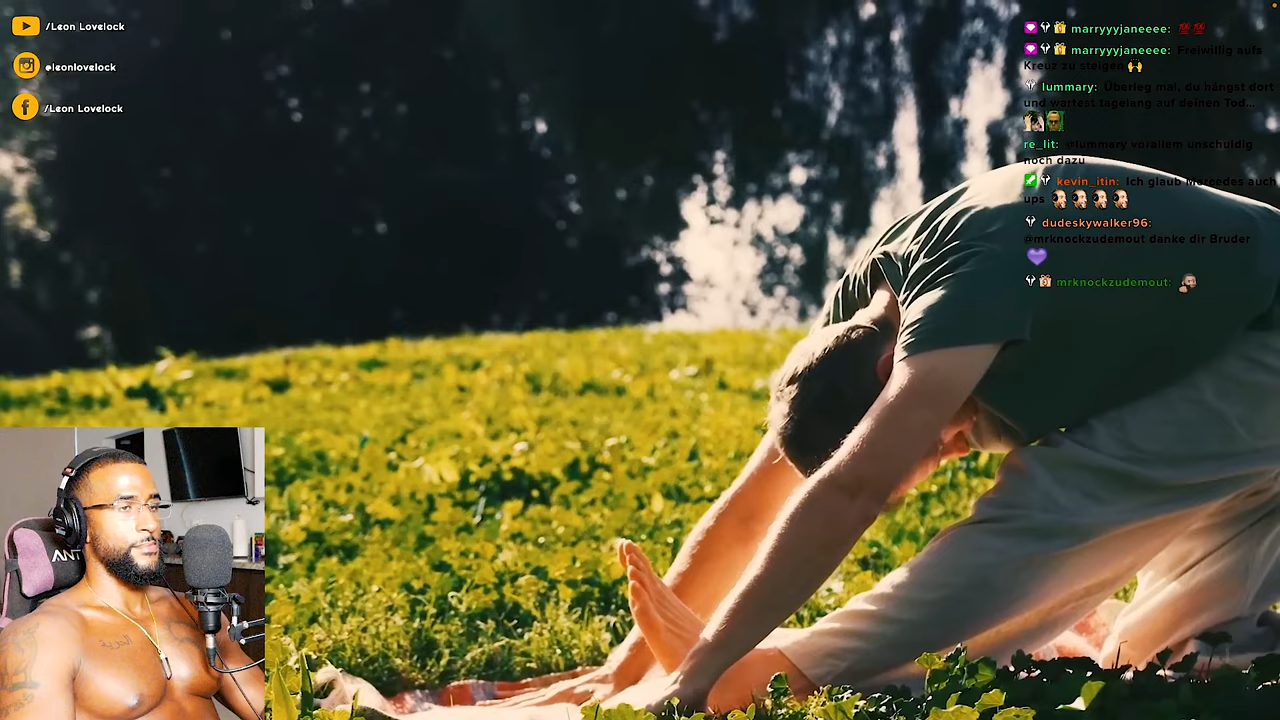 /Leon Lovelock
@leonlovelock
/Leon Lovelock
marryyyjaneeee:
marryyyjaneeee: Freiwillig aufs
Kreuz zu steigen
lummary: Überleg mal, du hängst dort
und wartest tagelang auf deinen Tod...
re_lit: @lummary vorallem unschuldig
noch dazu
kevin_itin: Ich glaub Mercedes auch
ups
dudeskywalker96:
@mrknockzudemout danke dir Bruder
mrknockzudemout:
ANT